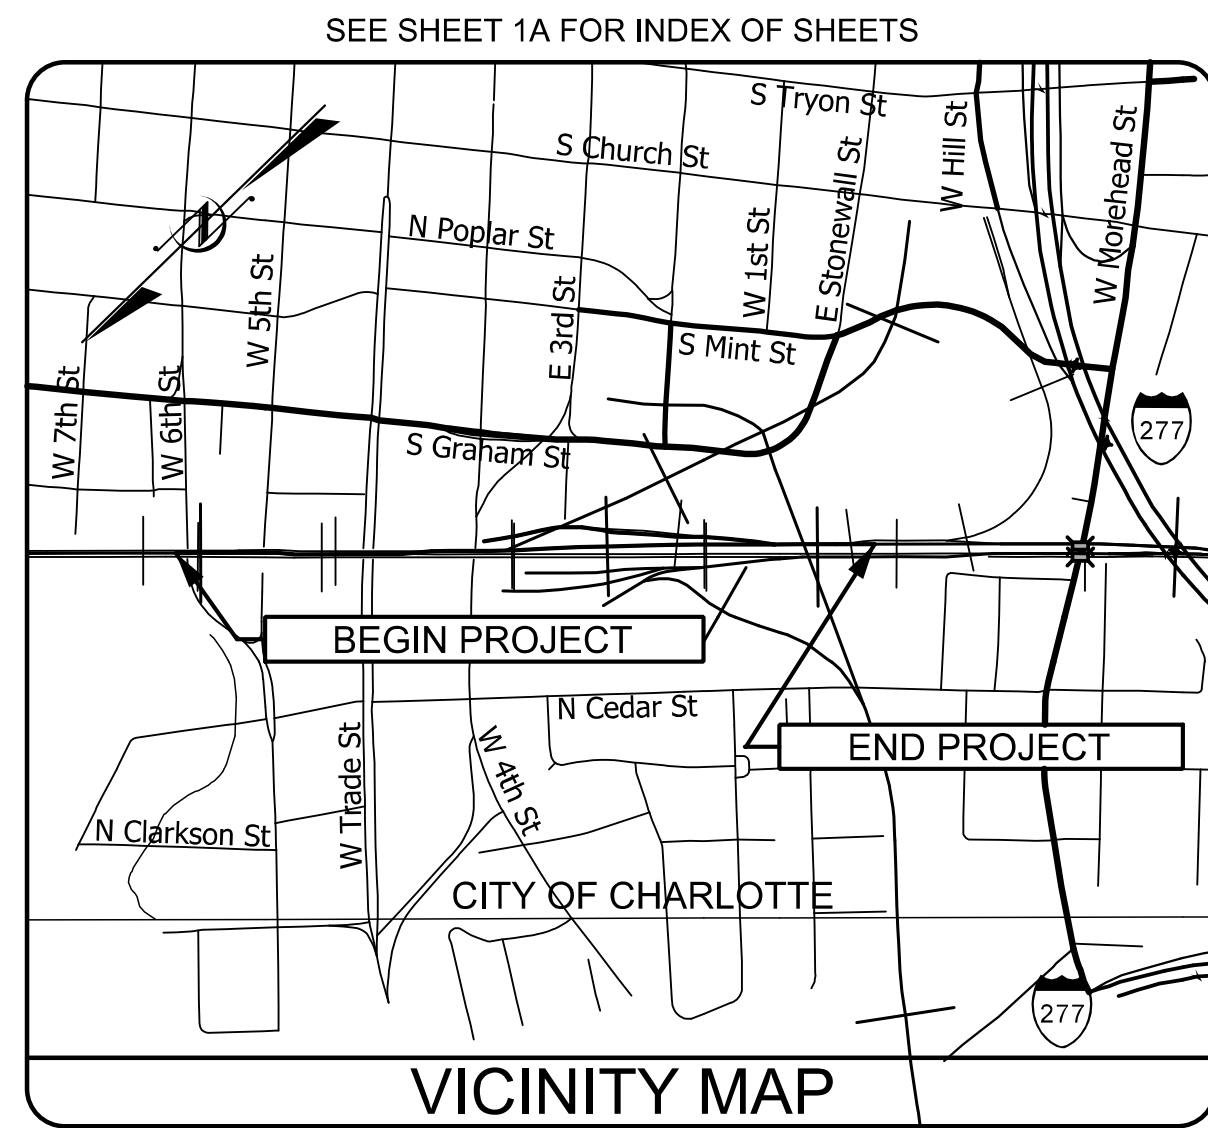 SEE SHEET 1A FOR INDEX OF SHEETS
S Tryon St
S Church St
N Poplar St
W Hill St
W Morehead St
E Stonewall St
W 1st St
E 3rd St
W 5th St
W 6th St
W 7th St
S Mint St
S Graham St
277
BEGIN PROJECT
END PROJECT
N Cedar St
W Trade St
W 4th St
N Clarkson St
CITY OF CHARLOTTE
277
VICINITY MAP